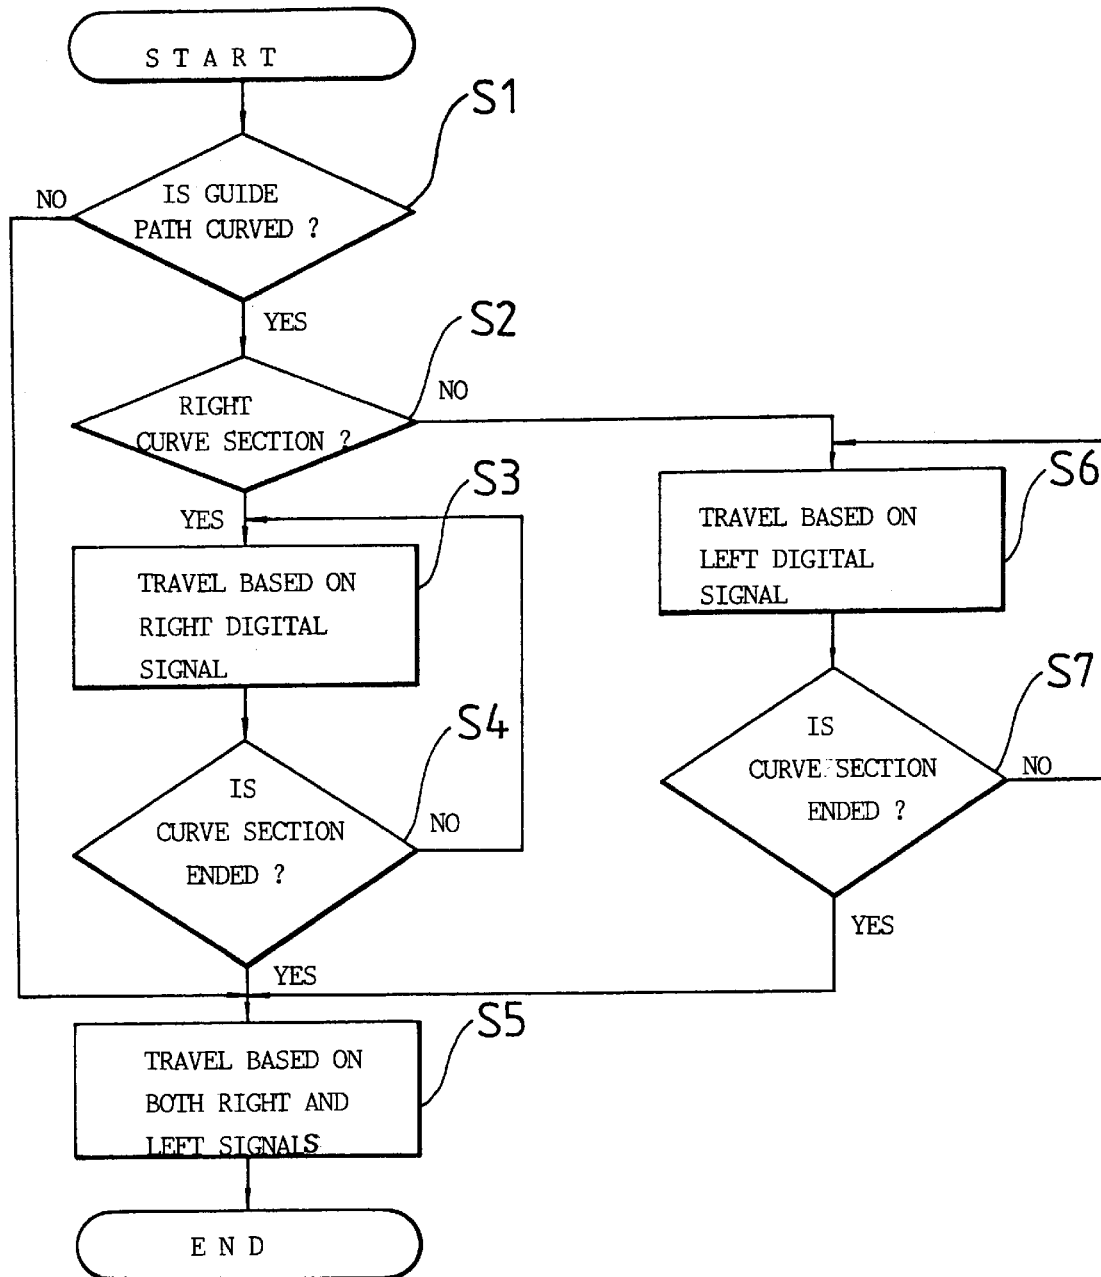 START
S1
NO
IS GUIDE
PATH CURVED ?
YES
S2
NO
RIGHT
CURVE SECTION ?
YES
S3
TRAVEL BASED ON
RIGHT DIGITAL
SIGNAL
S4
IS
CURVE SECTION
ENDED ?
NO
YES
S6
TRAVEL BASED ON
LEFT DIGITAL
SIGNAL
S7
IS
CURVE SECTION
ENDED ?
NO
YES
S5
TRAVEL BASED ON
BOTH RIGHT AND
LEFT SIGNALS
END